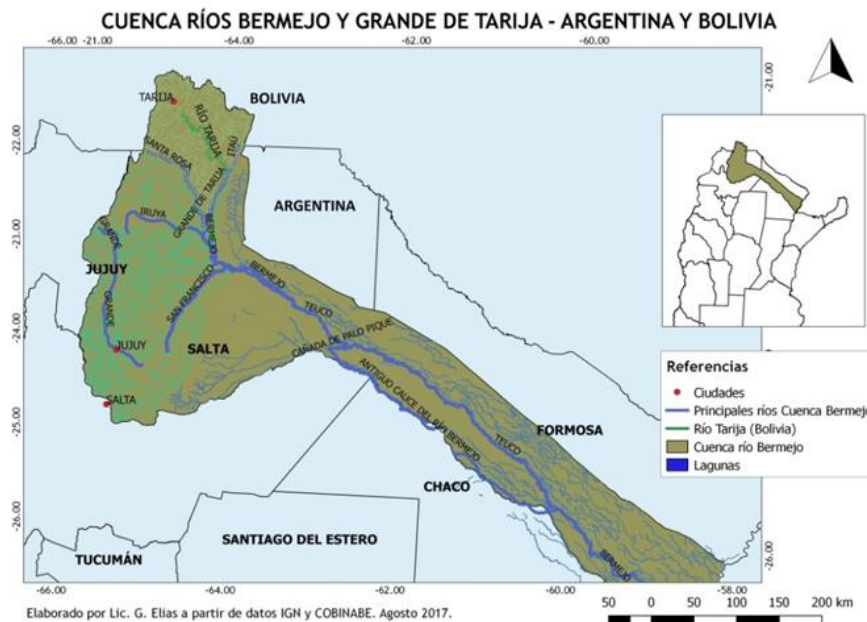 CUENCA RÍOS BERMEJO Y GRANDE DE TARIJA - ARGENTINA Y BOLIVIA
-66.00 -21.00 -64.00 -62.00 -60.00
-21.00
TARIJA
BOLIVIA
RÍO TARIJA
-22.00
SANTA ROSA
ITAÚ
-22.00
GRANDE DE TARIJA
ARGENTINA
IRUYA
-23.00
GRANDE
BERMEJO
JUJUY
SAN FRANCISCO
BERMEJO
GRANDE
TEUCO
-24.00
CAÑADA DE PALO PIQUE
JUJUY
SALTA
Referencias
Ciudades
SALTA
ANTIGUO CAUCE DEL RÍO BERMEJO
Principales ríos Cuenca Bermejo
-25.00
TEUCO
FORMOSA
Río Tarija (Bolivia)
Cuenca río Bermejo
Lagunas
CHACO
-26.00
SANTIAGO DEL ESTERO
-26.00
TUCUMÁN
BERMEJO
-66.00 -64.00 -62.00 -60.00 -58.00
Elaborado por Lic. G. Elias a partir de datos IGN y COBINABE. Agosto 2017.
50 0 50 100 150 200 km